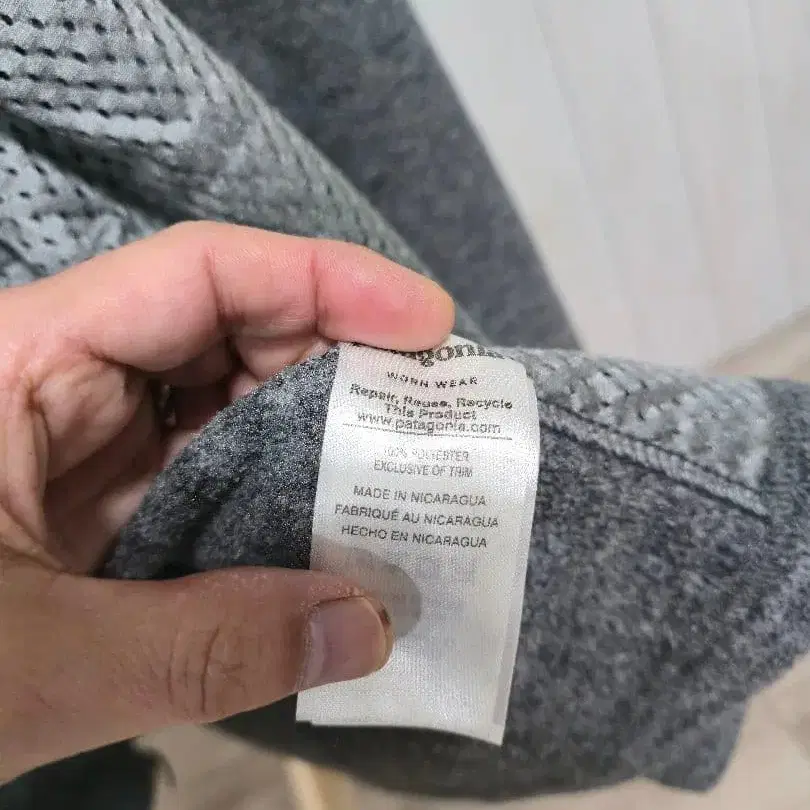 WORN WEAR
Repair, Reuse, Recycle
This Product
www.patagonia.com
100% POLYESTER
EXCLUSIVE OF TRIM
MADE IN NICARAGUA
FABRIQUÉ AU NICARAGUA
HECHO EN NICARAGUA